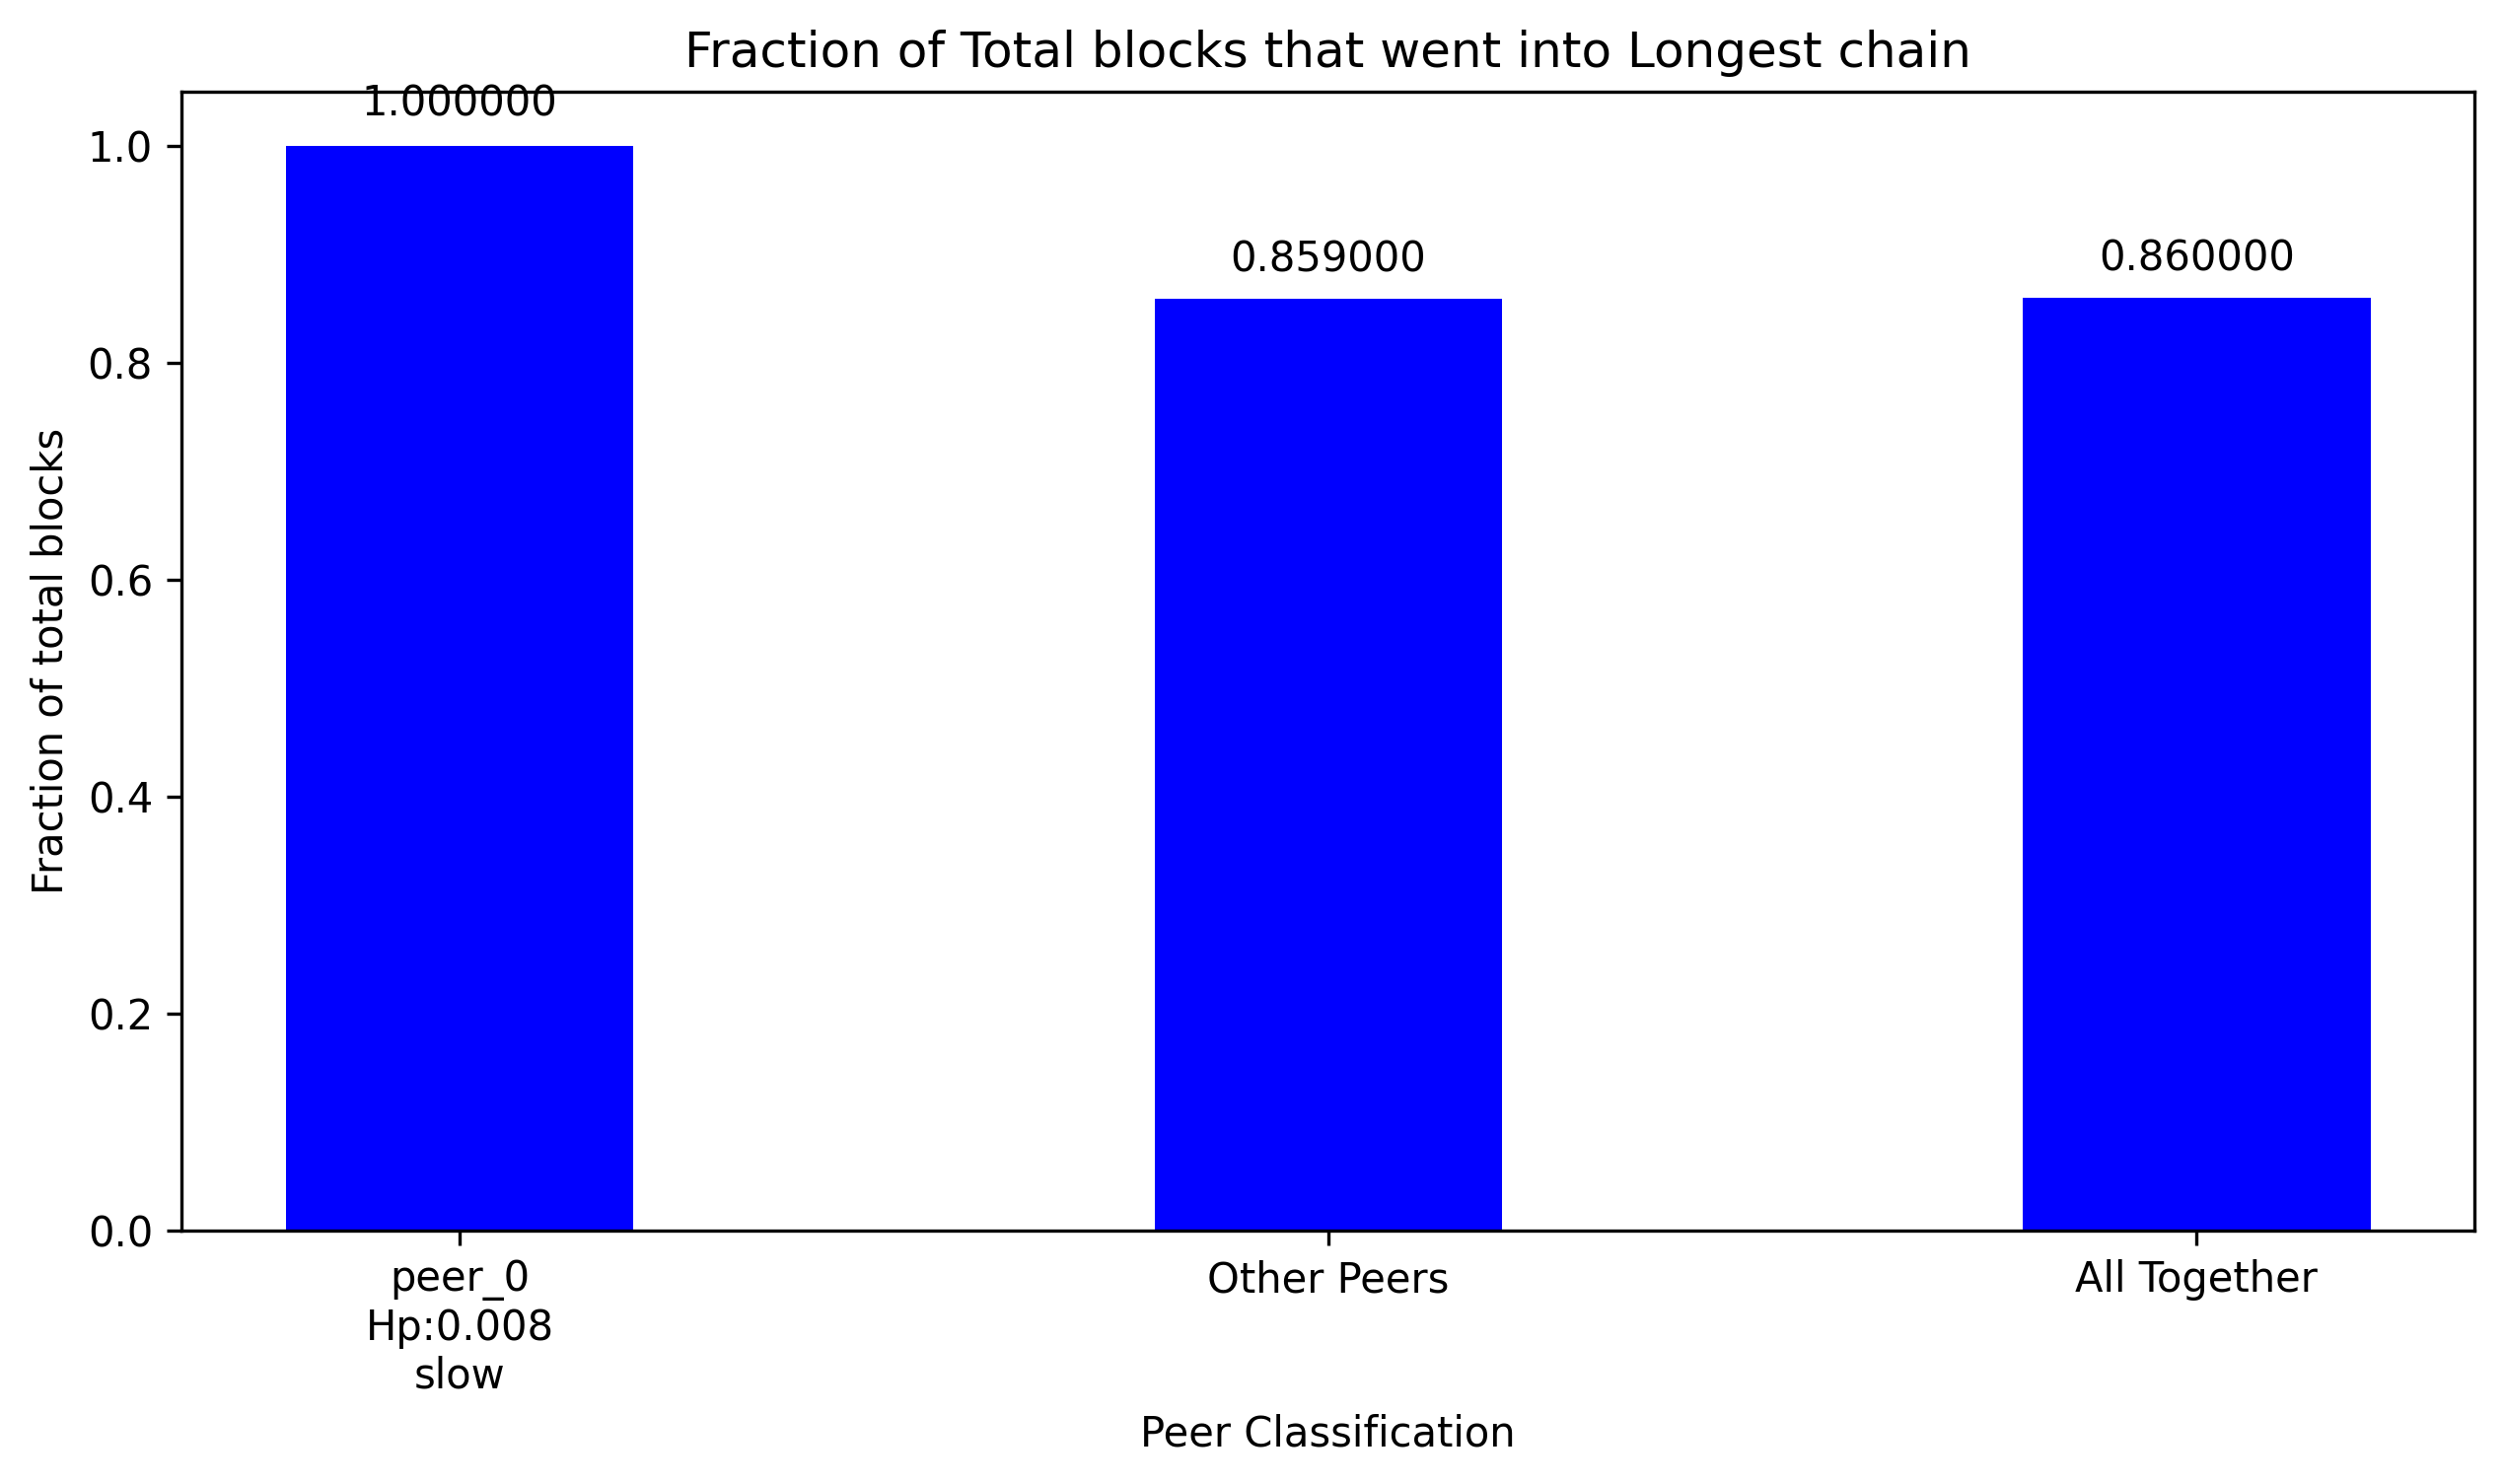 Fraction of Total blocks that went into Longest chain
1.000000
0.859000
0.860000
1.0
0.8
0.6
0.4
0.2
0.0
Fraction of total blocks
peer_0
Hp:0.008
slow
Other Peers
All Together
Peer Classification